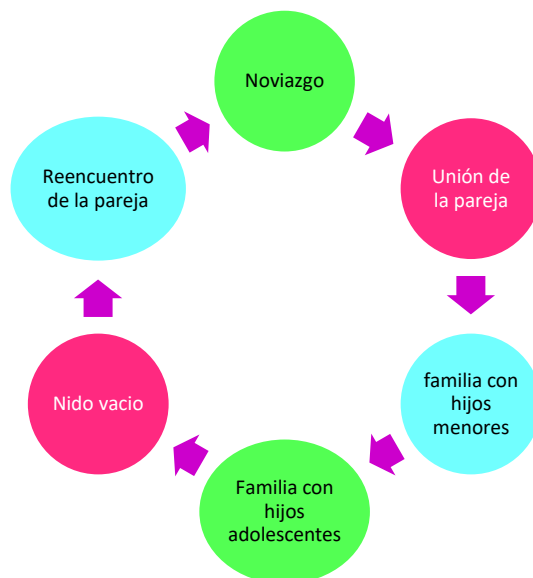 Noviazgo
Unión de
la pareja
familia con
hijos
menores
Familia con
hijos
adolescentes
Nido vacio
Reencuentro
de la pareja